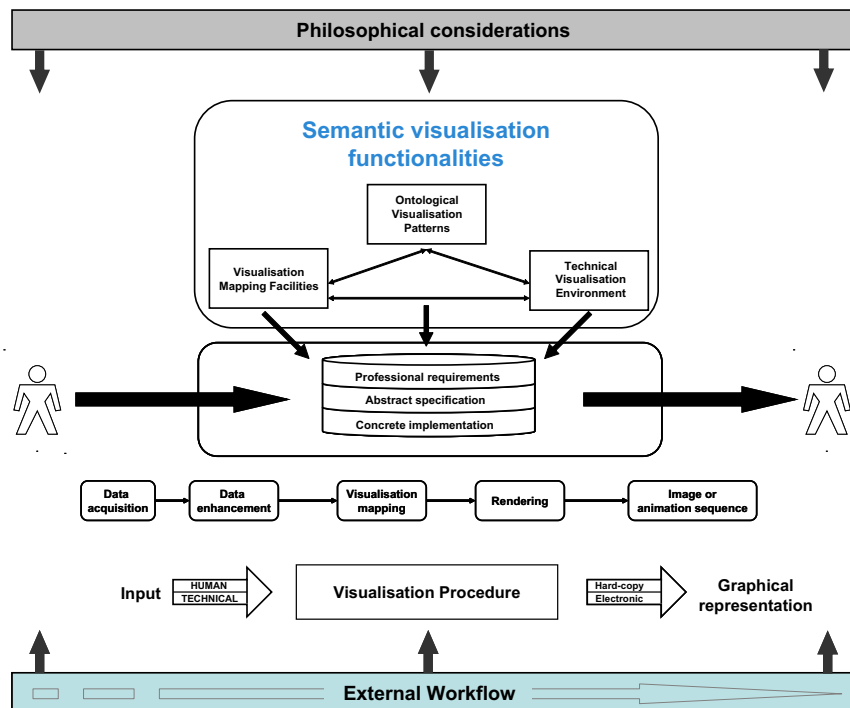 Philosophical considerations
Semantic visualisation
functionalities
Ontological
Visualisation
Patterns
Visualisation
Mapping Facilities
Technical
Visualisation
Environment
Professional requirements
Abstract specification
Concrete implementation
Data
acquisition
Data
enhancement
Visualisation
mapping
Rendering
Image or
animation sequence
Input
HUMAN
TECHNICAL
Visualisation Procedure
Hard-copy
Electronic
Graphical
representation
External Workflow